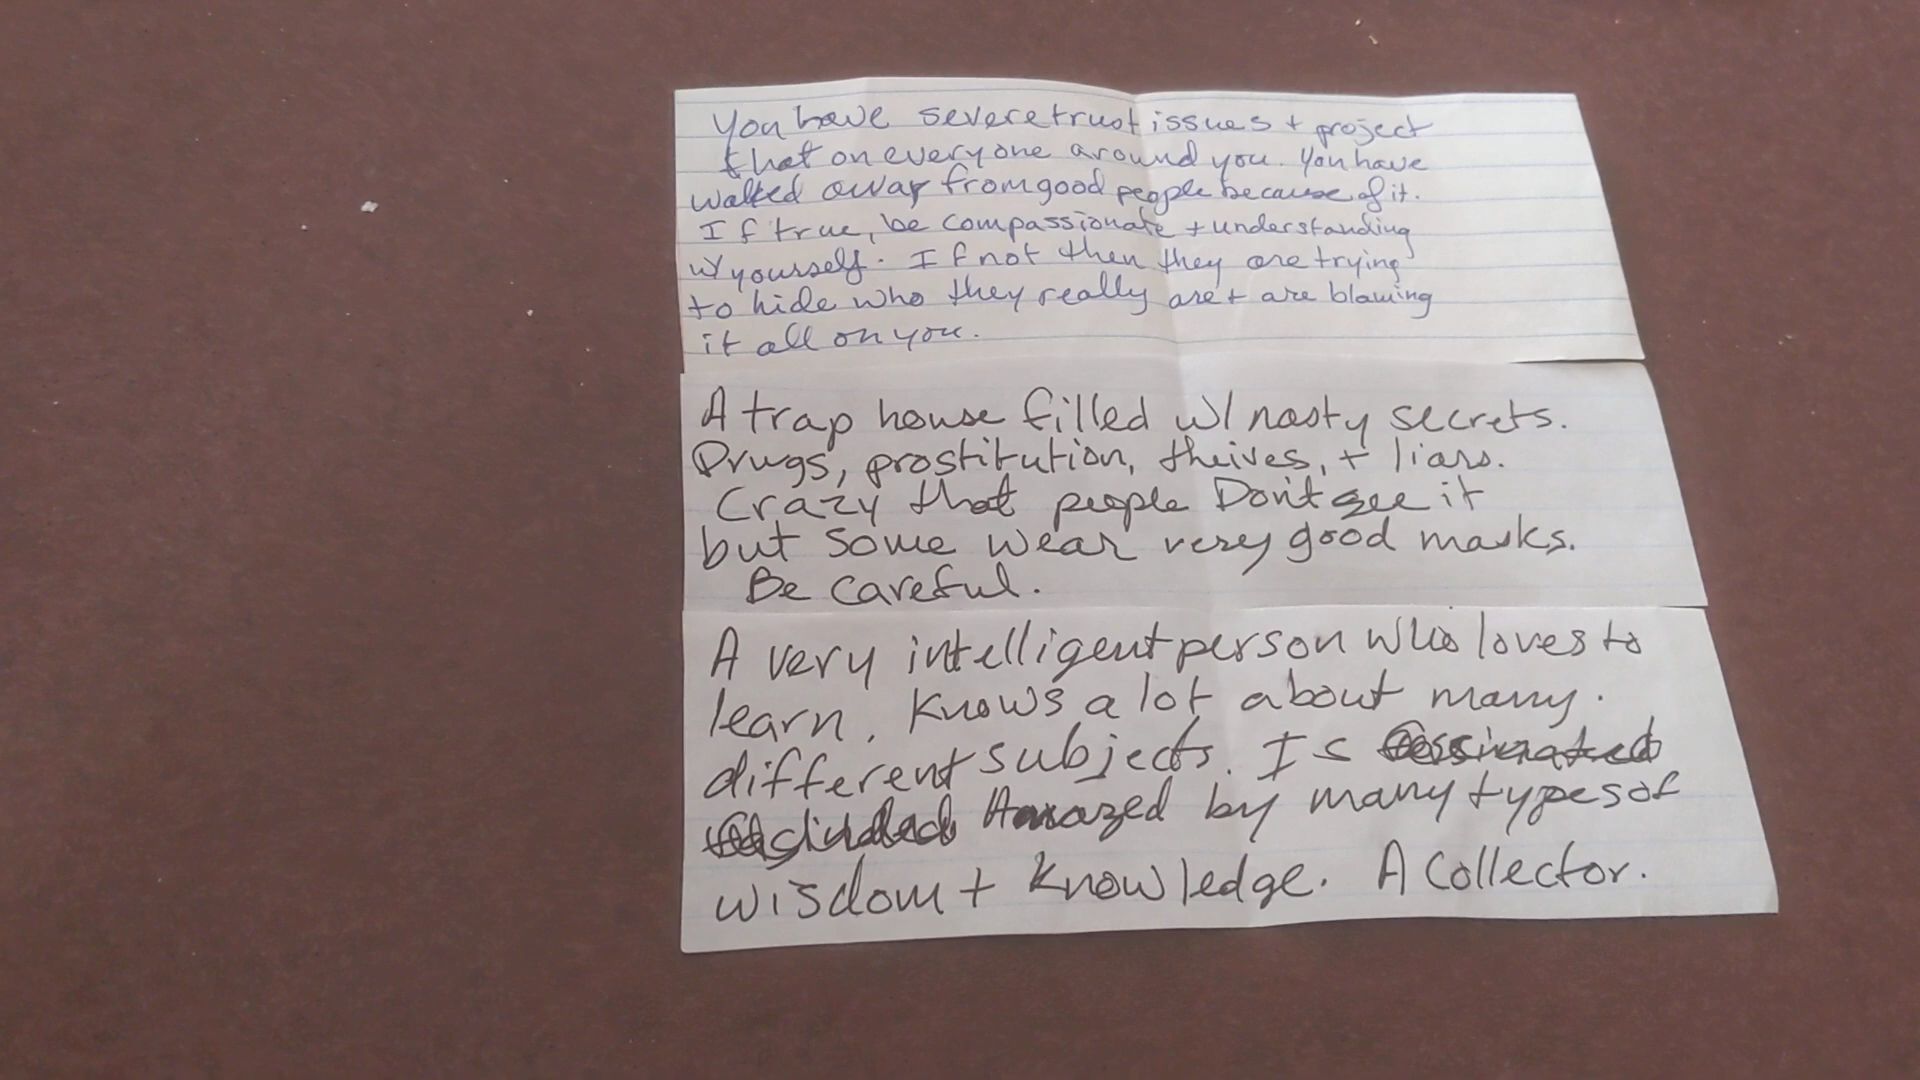 You have severe trust issues + project
that on everyone around you. You have
walked away from good people because of it.
If true, be compassionate + understanding
w/ yourself. If not then they are trying
to hide who they really are + are blaming
it all on you.
A trap house filled w/ nasty secrets.
Drugs, prostitution, theives, + liars.
Crazy that people Don't see it
but some wear very good masks.
Be careful.
A very intelligent person who loves to
learn. Knows a lot about many
different subjects. Is
Amazed by many types of
wisdom + knowledge. A Collector.